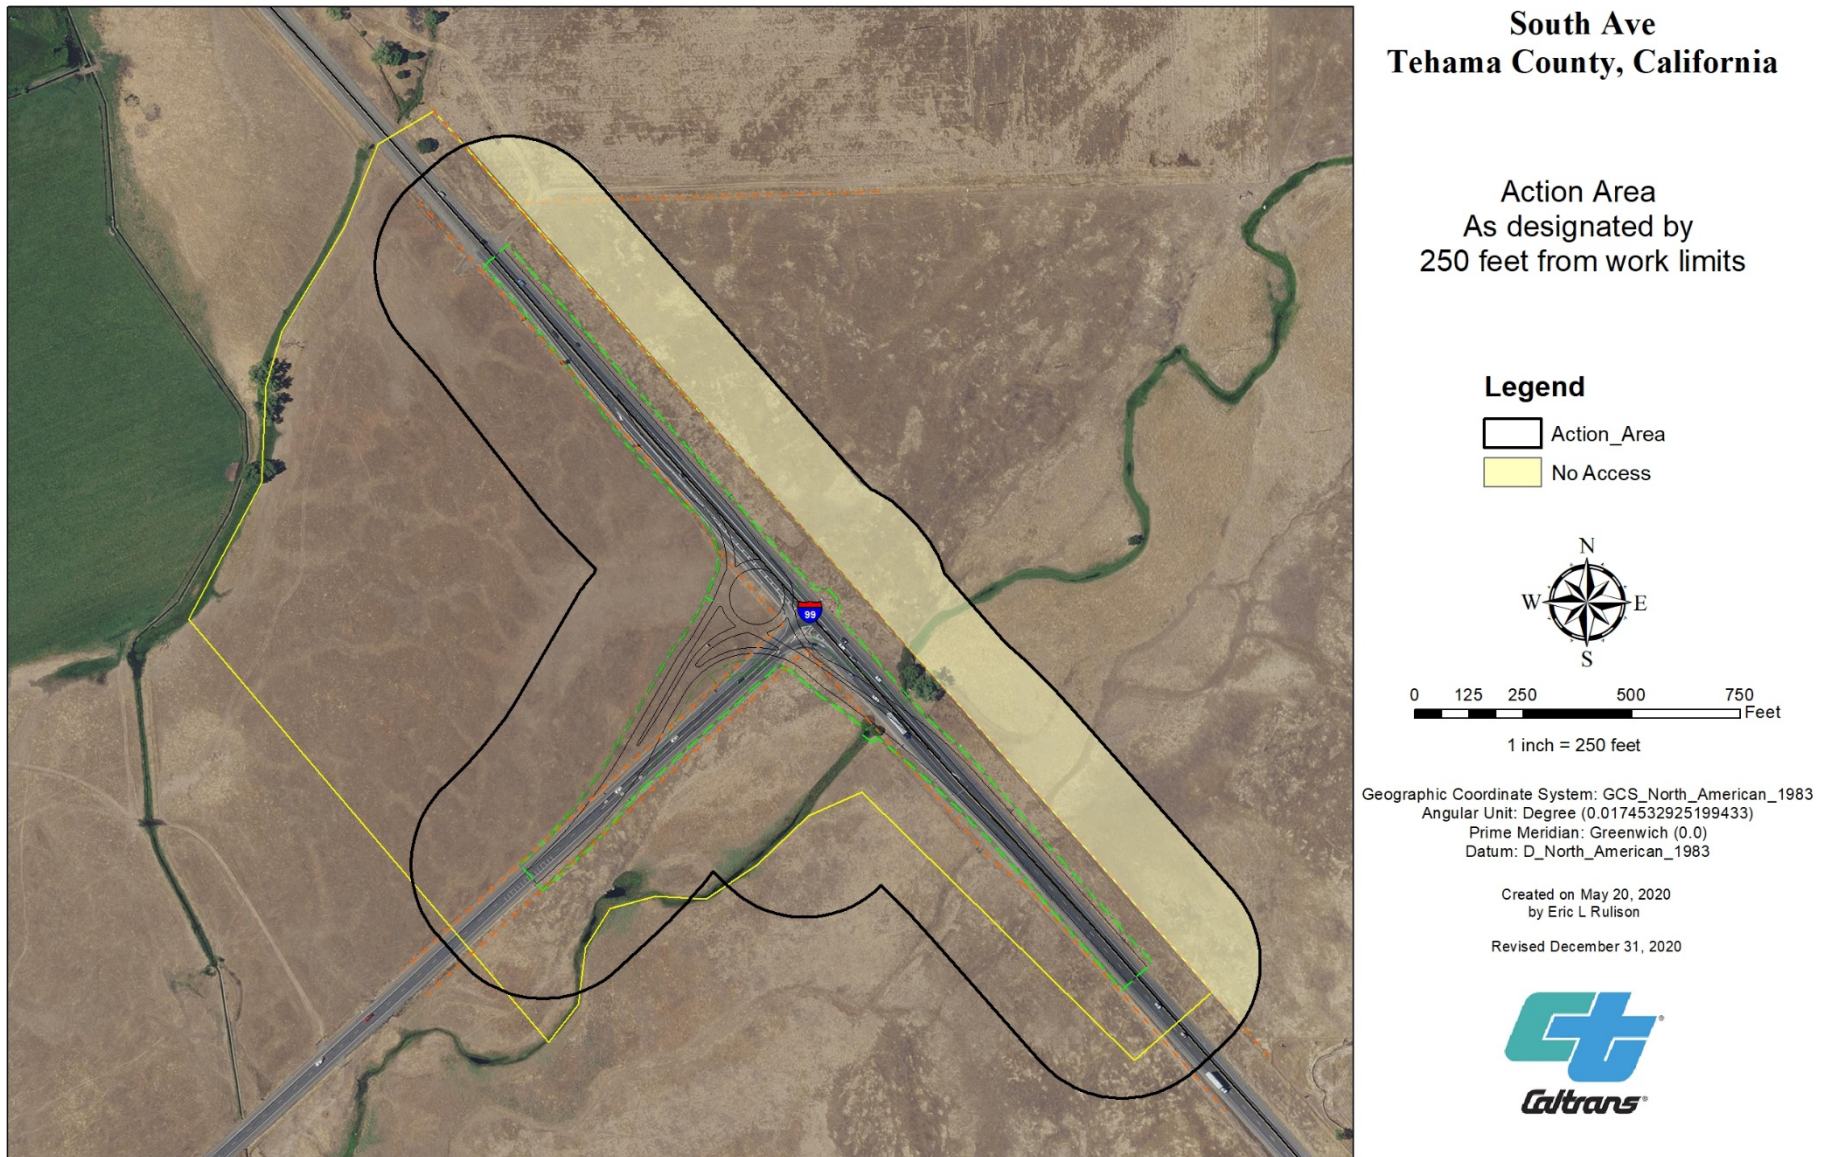 South Ave
Tehama County, California
Action Area
As designated by
250 feet from work limits
Legend
Action_Area
No Access
N
W
E
S
0 125 250 500 750
Feet
1 inch = 250 feet
Geographic Coordinate System: GCS_North_American_1983
Angular Unit: Degree (0.0174532925199433)
Prime Meridian: Greenwich (0.0)
Datum: D_North_American_1983
Created on May 20, 2020
by Eric L Rulison
Revised December 31, 2020
Ct
Caltrans
99